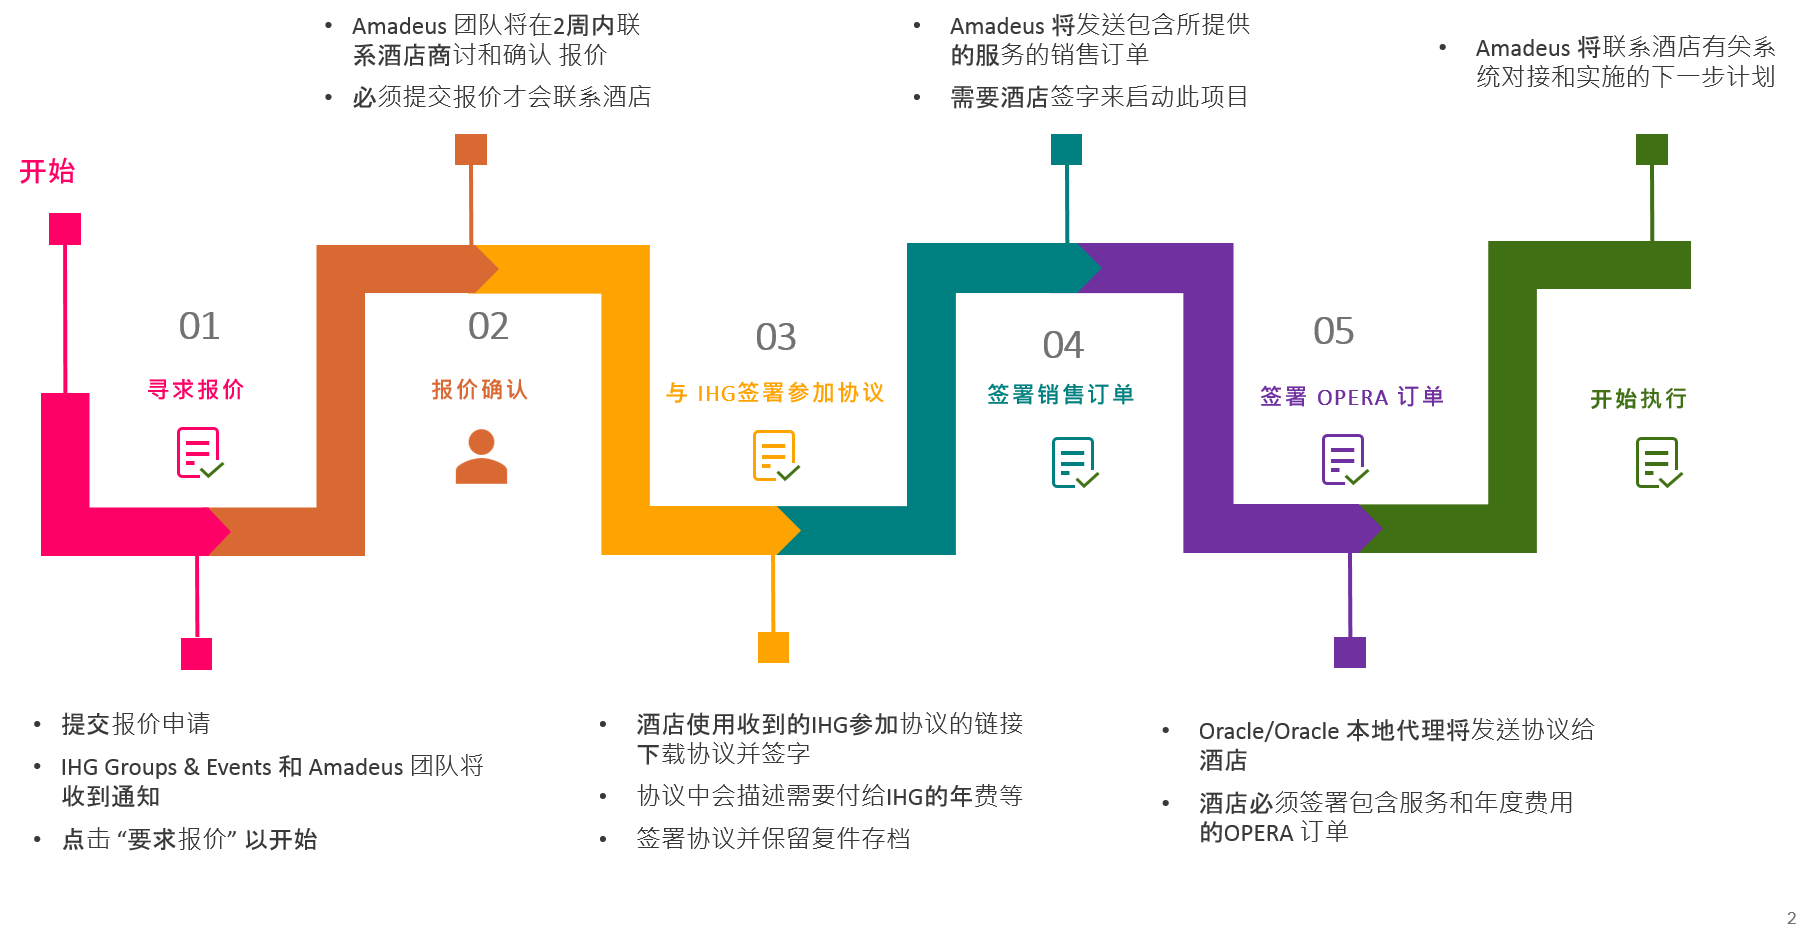 开始
• Amadeus 团队将在2周内联
系酒店商讨和确认 报价
• 必须提交报价才会联系酒店
• Amadeus 将发送包含所提供
的服务的销售订单
• 需要酒店签字来启动此项目
• Amadeus 将联系酒店有关系
统对接和实施的下一步计划
01
寻求报价
02
报价确认
03
与 IHG签署参加协议
04
签署销售订单
05
签署 OPERA 订单
开始执行
• 提交报价申请
• IHG Groups & Events 和 Amadeus 团队将
收到通知
• 点击 “要求报价” 以开始
• 酒店使用收到的IHG参加协议的链接
下载协议并签字
• 协议中会描述需要付给IHG的年费等
• 签署协议并保留复件存档
• Oracle/Oracle 本地代理将发送协议给
酒店
• 酒店必须签署包含服务和年度费用
的OPERA 订单
2